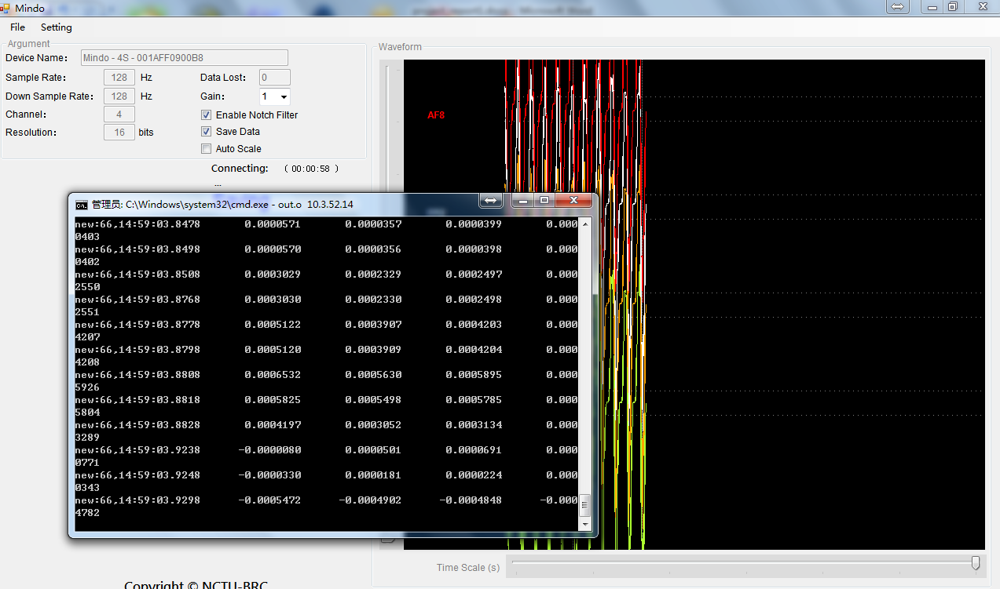 Mindo
File Setting
Argument
Device Name: Mindo - 4S - 001AFF0900B8
Sample Rate: 128 Hz Data Lost: 0
Down Sample Rate: 128 Hz Gain: 1
Channel: 4 Enable Notch Filter
Resolution: 16 bits Save Data
Auto Scale
Connecting: ( 00:00:58 )
...
Waveform
AF8
管理员: C:\Windows\system32\cmd.exe - out.o 10.3.52.14
new:66,14:59:03.8478 0.0000571 0.0000357 0.0000399 0.000
0403
new:66,14:59:03.8498 0.0000570 0.0000356 0.0000398 0.000
0402
new:66,14:59:03.8508 0.0003029 0.0002329 0.0002497 0.000
2550
new:66,14:59:03.8768 0.0003030 0.0002330 0.0002498 0.000
2551
new:66,14:59:03.8778 0.0005122 0.0003907 0.0004203 0.000
4207
new:66,14:59:03.8798 0.0005120 0.0003909 0.0004204 0.000
4208
new:66,14:59:03.8808 0.0006532 0.0005630 0.0005895 0.000
5926
new:66,14:59:03.8818 0.0005825 0.0005498 0.0005785 0.000
5804
new:66,14:59:03.8828 0.0004197 0.0003052 0.0003134 0.000
3289
new:66,14:59:03.9238 -0.0000080 0.0000501 0.0000691 0.000
0771
new:66,14:59:03.9248 -0.0000330 0.0000181 0.0000224 0.000
0343
new:66,14:59:03.9298 -0.0005472 -0.0004902 -0.0004848 -0.000
4782
Time Scale (s)
Copyright © NCTU-BRC